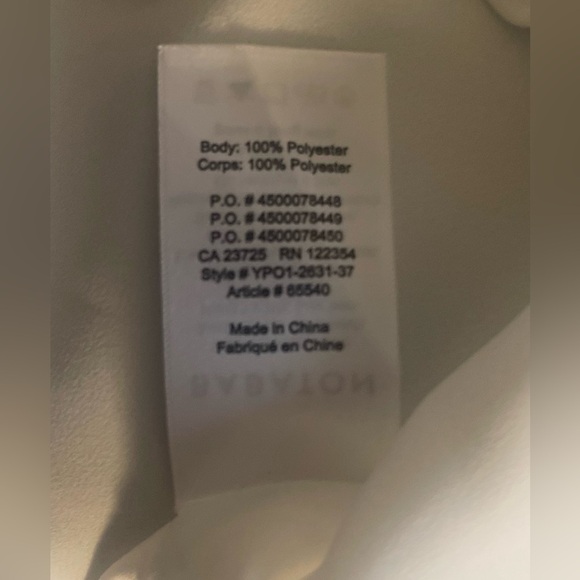 Body: 100% Polyester
Corps: 100% Polyester
P.O. # 4500078448
P.O. # 4500078449
P.O. # 4500078450
CA 23725 RN 122354
Style # YPO1-2631-37
Article # 65540
Made in China
Fabriqué en Chine
BABATON